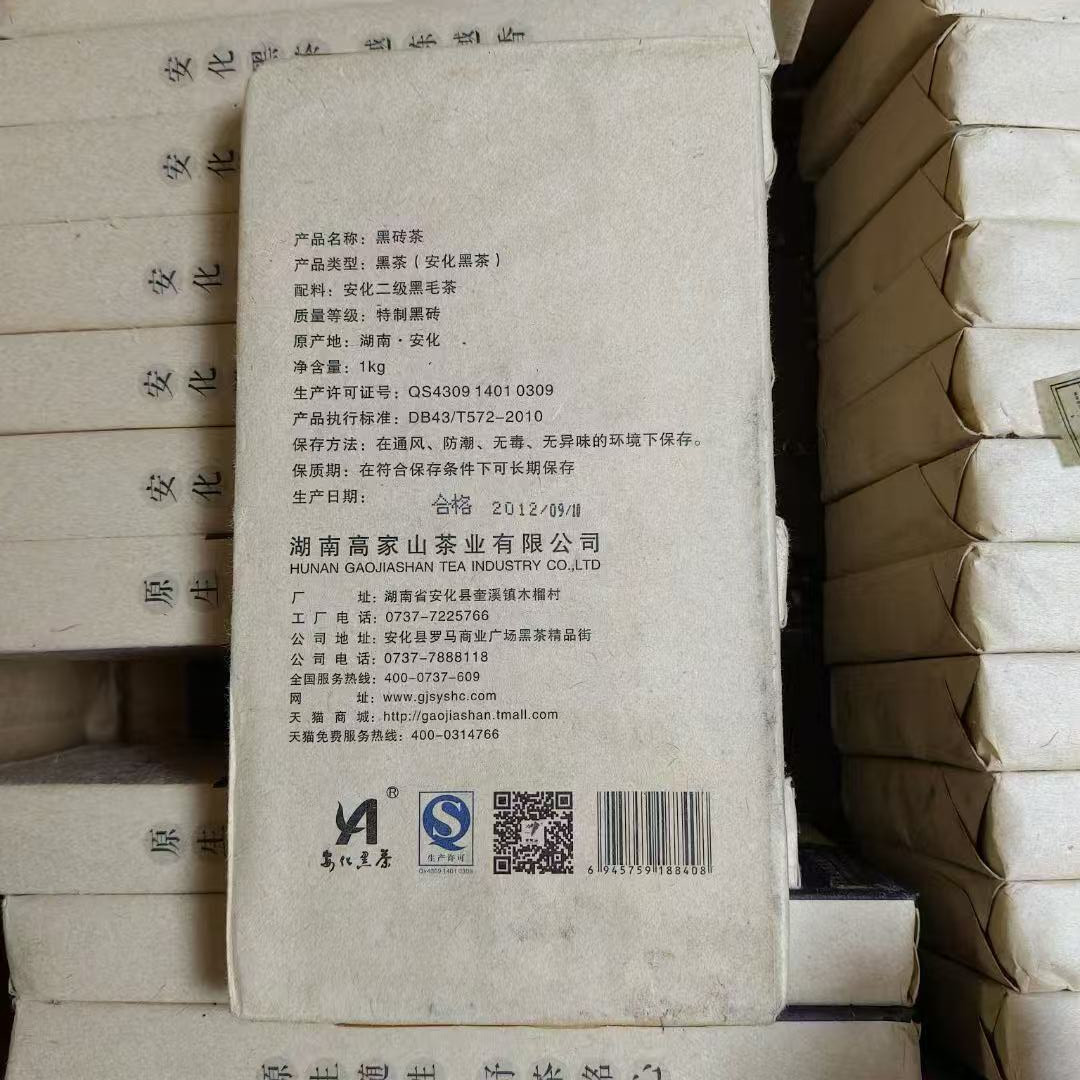 安化黑茶 越东越香
安化
安化
安化
安化
原生
原生
产品名称：黑砖茶
产品类型：黑茶（安化黑茶）
配料：安化二级黑毛茶
质量等级：特制黑砖
原产地：湖南·安化
净含量：1kg
生产许可证号：QS4309 1401 0309
产品执行标准：DB43/T572-2010
保存方法：在通风、防潮、无毒、无异味的环境下保存。
保质期：在符合保存条件下可长期保存
生产日期：
合格 2012/09/10
湖南高家山茶业有限公司
HUNAN GAOJIASHAN TEA INDUSTRY CO.,LTD
厂 址：湖南省安化县奎溪镇木榴村
工厂电话：0737-7225766
公司地址：安化县罗马商业广场黑茶精品街
公司电话：0737-7888118
全国服务热线：400-0737-609
网 址：www.gjsyshc.com
天猫商城：http://gaojiashan.tmall.com
天猫免费服务热线：400-0314766
®
安化黑茶
生产许可
QS4309 1401 0309
6 945759 188408